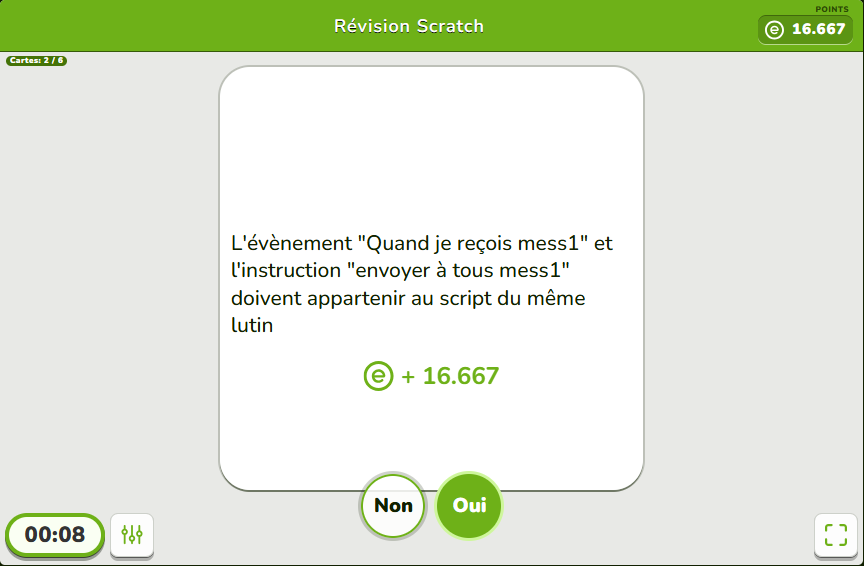 Révision Scratch
POINTS
16.667
Cartes: 2 / 6
L'évènement "Quand je reçois mess1" et
l'instruction "envoyer à tous mess1"
doivent appartenir au script du même
lutin
e + 16.667
Non
Oui
00:08